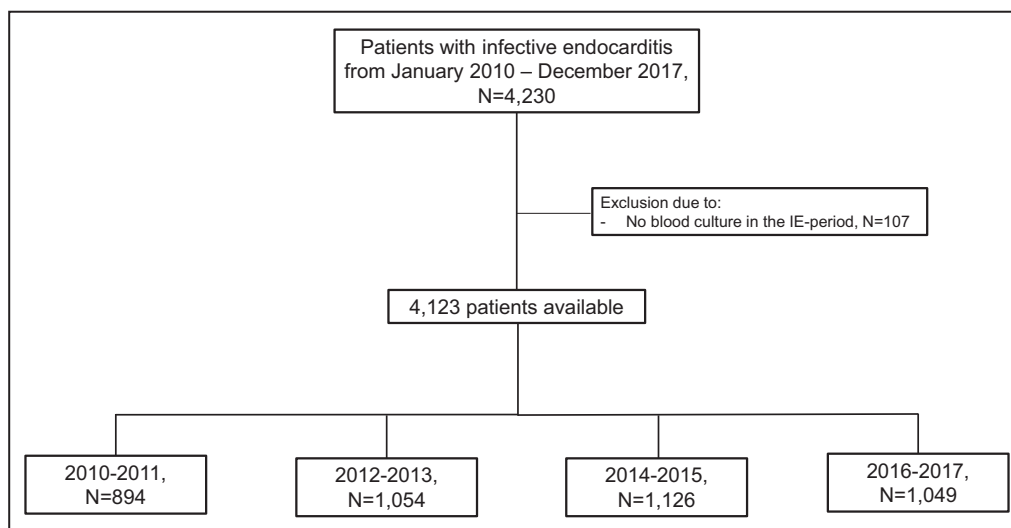 Patients with infective endocarditis
from January 2010 – December 2017,
N=4,230
Exclusion due to:
- No blood culture in the IE-period, N=107
4,123 patients available
2010-2011,
N=894
2012-2013,
N=1,054
2014-2015,
N=1,126
2016-2017,
N=1,049